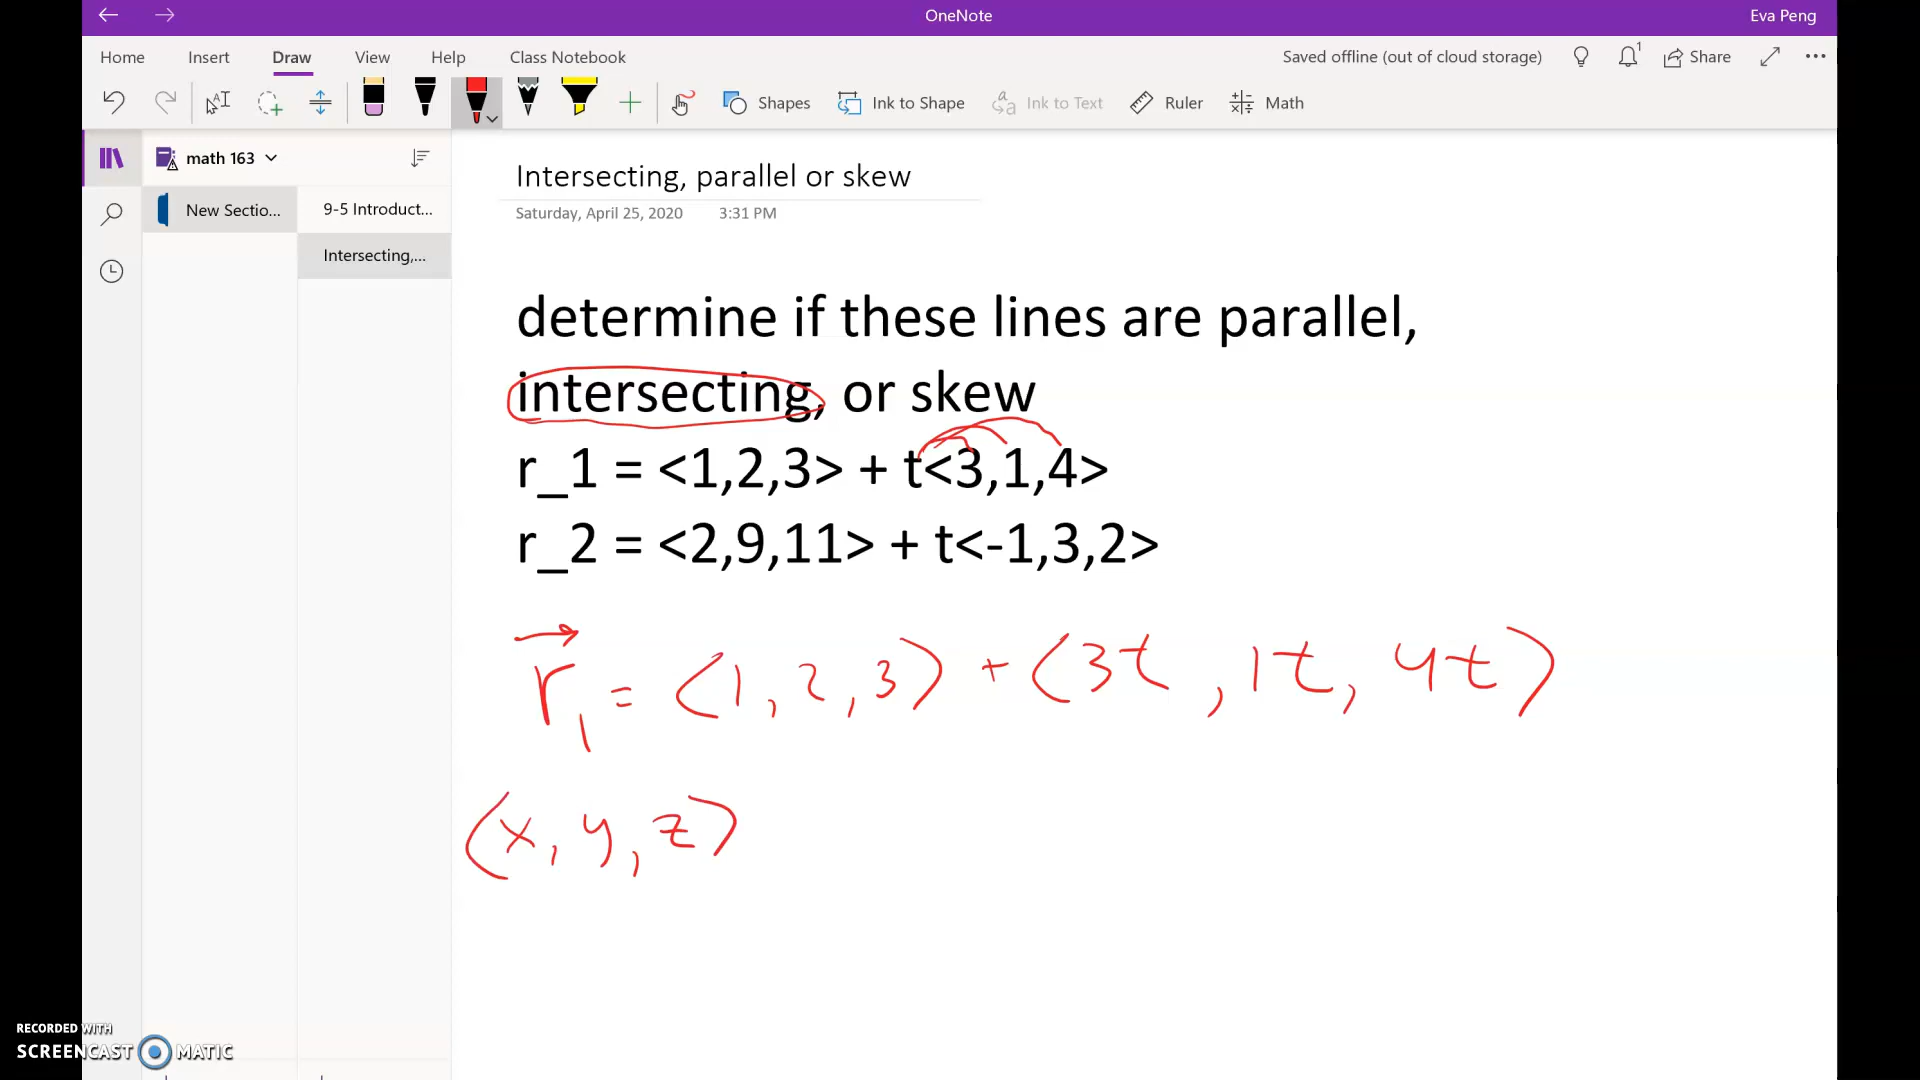 OneNote
Eva Peng
Home Insert Draw View Help Class Notebook
Saved offline (out of cloud storage)
1
Share
Shapes Ink to Shape Ink to Text Ruler Math
math 163
New Sectio...
9-5 Introduct...
Intersecting,...
Intersecting, parallel or skew
Saturday, April 25, 2020 3:31 PM
determine if these lines are parallel,
intersecting, or skew
r_1 = <1,2,3> + t<3,1,4>
r_2 = <2,9,11> + t<-1,3,2>
r⃗₁ = ⟨1, 2, 3⟩ + ⟨3t, 1t, 4t⟩
⟨x, y, z⟩
RECORDED WITH
SCREENCAST MATIC